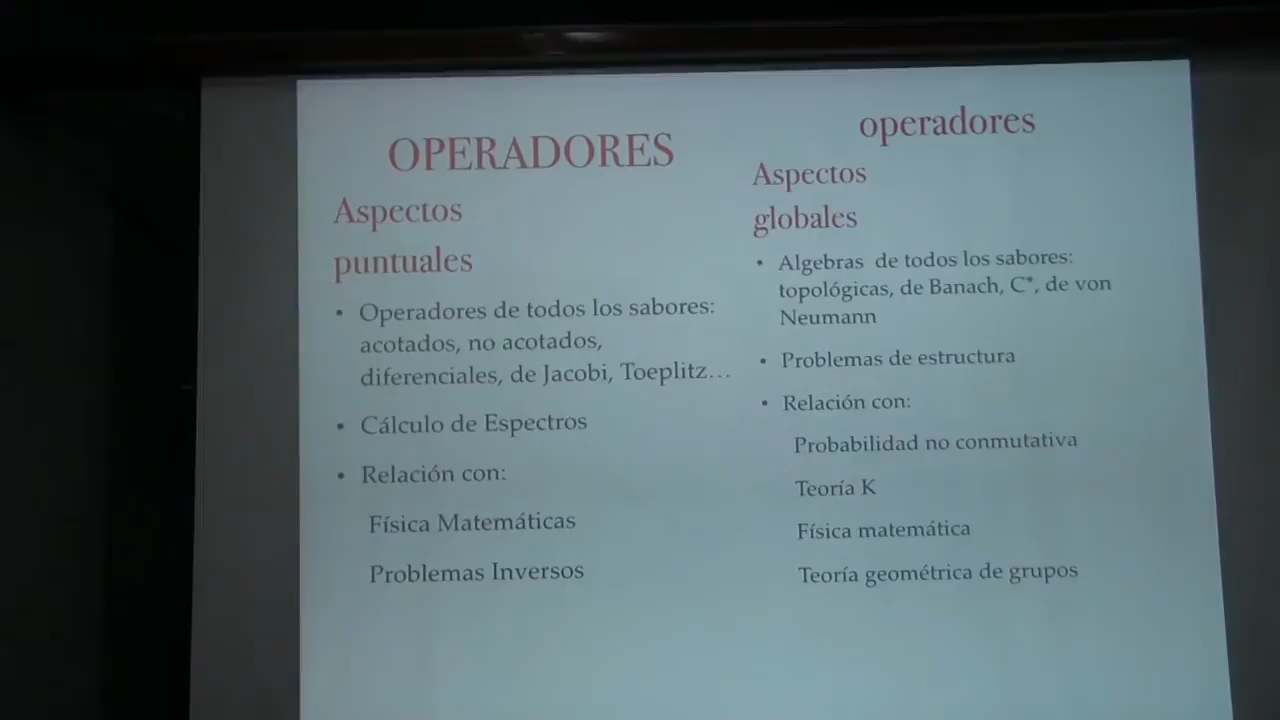 OPERADORES
Aspectos
puntuales
• Operadores de todos los sabores:
acotados, no acotados,
diferenciales, de Jacobi, Toeplitz…
• Cálculo de Espectros
• Relación con:
Física Matemáticas
Problemas Inversos
operadores
Aspectos
globales
• Algebras de todos los sabores:
topológicas, de Banach, C*, de von
Neumann
• Problemas de estructura
• Relación con:
Probabilidad no conmutativa
Teoría K
Física matemática
Teoría geométrica de grupos